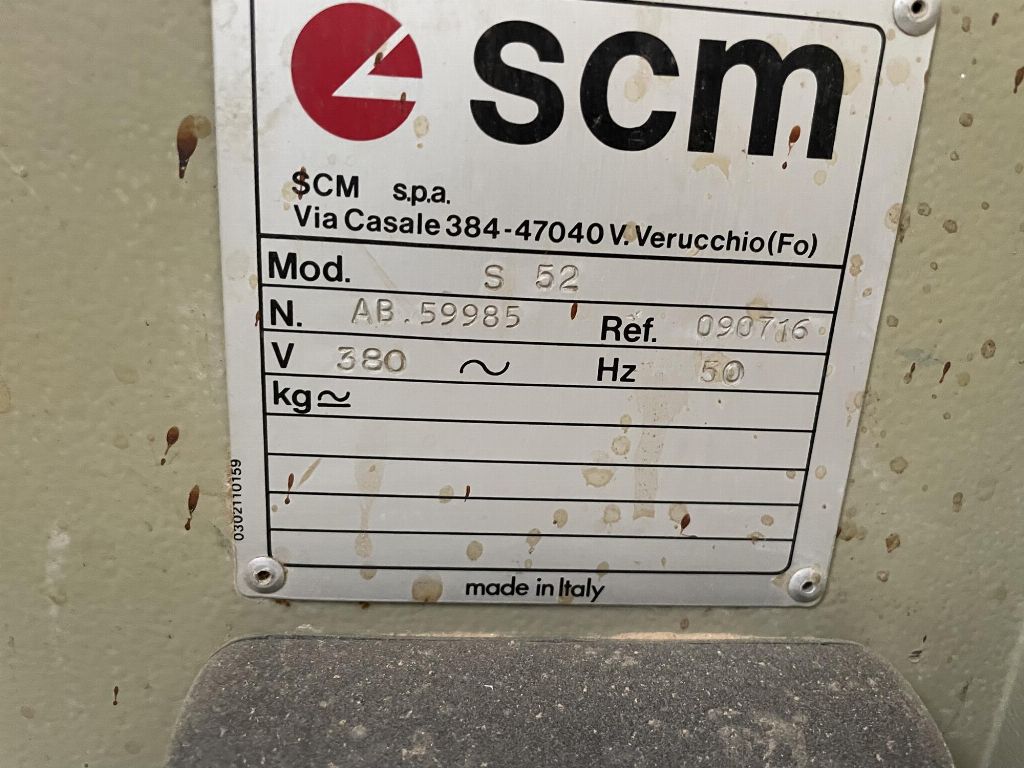 scm
SCM s.p.a.
Via Casale 384-47040 V. Verucchio (Fo)
Mod. S 52
N. AB.59985 Ref. 090716
V 380 ~ Hz 50
kg ≃
0302110159
made in Italy